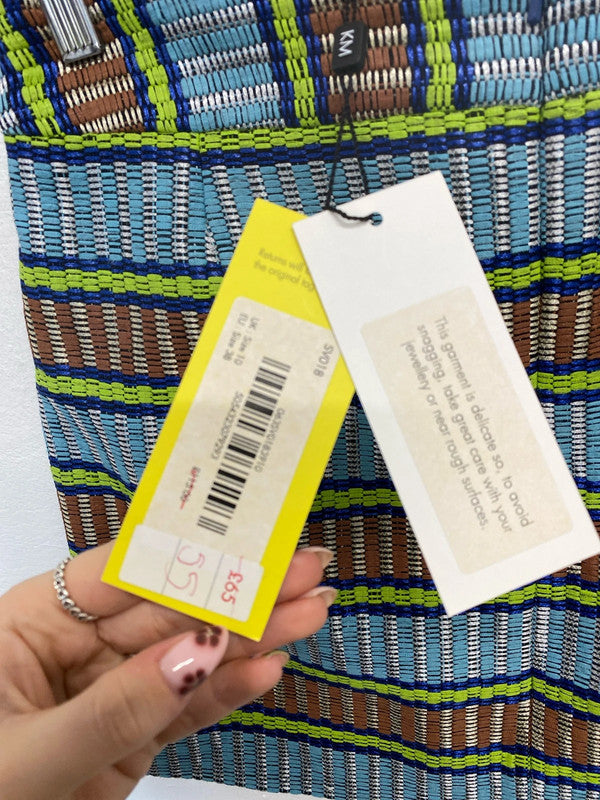 KM
Returns will
the original tag
SV018
UK Size 10
EU Size 38
£65
55
This garment is delicate so, to avoid
snagging, take great care with your
jewellery or near rough surfaces.